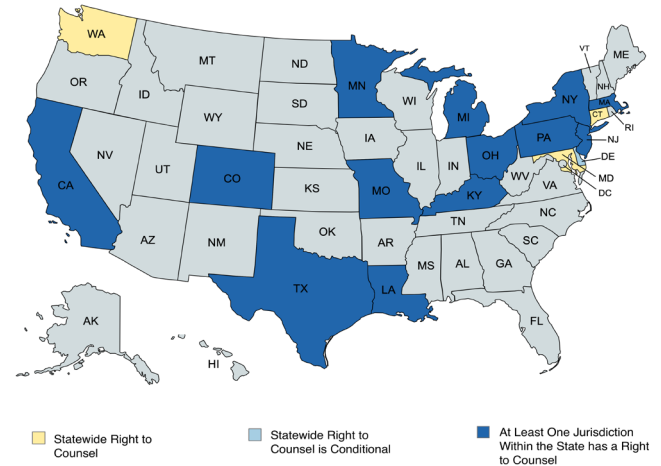 WA
MT
ND
MN
VT
ME
OR
ID
SD
WI
NH
WY
MI
NY
MA
CT
RI
IA
PA
NJ
NE
OH
DE
NV
UT
IL
IN
WV
MD
CA
CO
KS
MO
KY
VA
DC
TN
NC
AZ
NM
OK
AR
SC
MS
AL
GA
TX
LA
AK
FL
HI
Statewide Right to
Counsel
Statewide Right to
Counsel is Conditional
At Least One Jurisdiction
Within the State has a Right
to Counsel